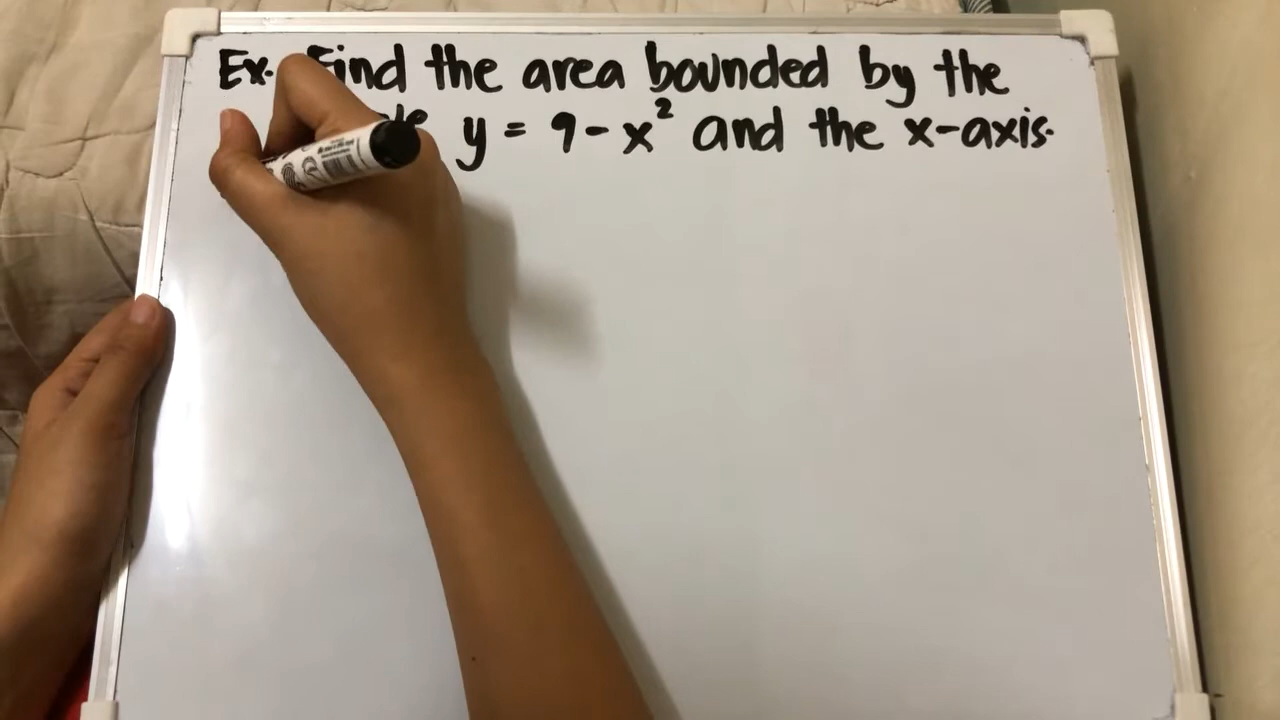 Ex. Find the area bounded by the
y = 9 - x² and the x-axis.